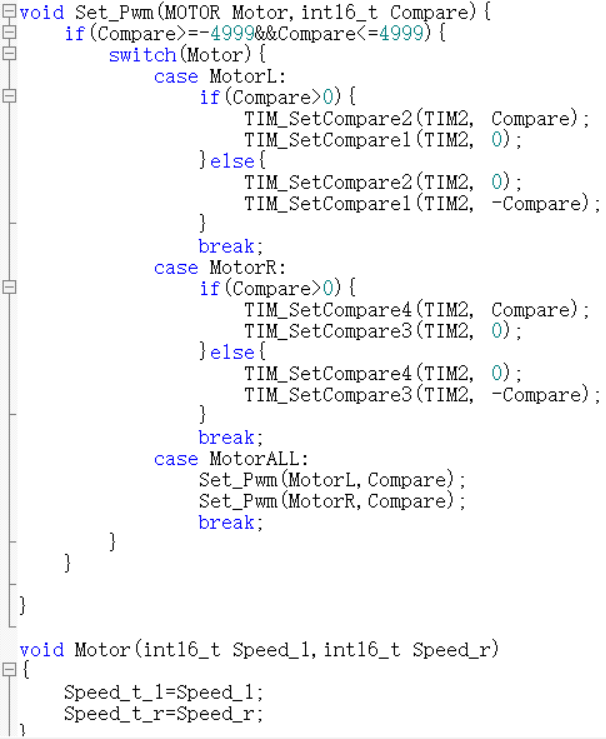 void Set_Pwm(MOTOR Motor,int16_t Compare){
    if(Compare>=-4999&&Compare<=4999){
        switch(Motor){
            case MotorL:
                if(Compare>0){
                    TIM_SetCompare2(TIM2, Compare);
                    TIM_SetCompare1(TIM2, 0);
                }else{
                    TIM_SetCompare2(TIM2, 0);
                    TIM_SetCompare1(TIM2, -Compare);
                }
                break;
            case MotorR:
                if(Compare>0){
                    TIM_SetCompare4(TIM2, Compare);
                    TIM_SetCompare3(TIM2, 0);
                }else{
                    TIM_SetCompare4(TIM2, 0);
                    TIM_SetCompare3(TIM2, -Compare);
                }
                break;
            case MotorALL:
                Set_Pwm(MotorL,Compare);
                Set_Pwm(MotorR,Compare);
                break;
        }
    }

}

void Motor(int16_t Speed_l,int16_t Speed_r)
{
    Speed_t_l=Speed_l;
    Speed_t_r=Speed_r;
}